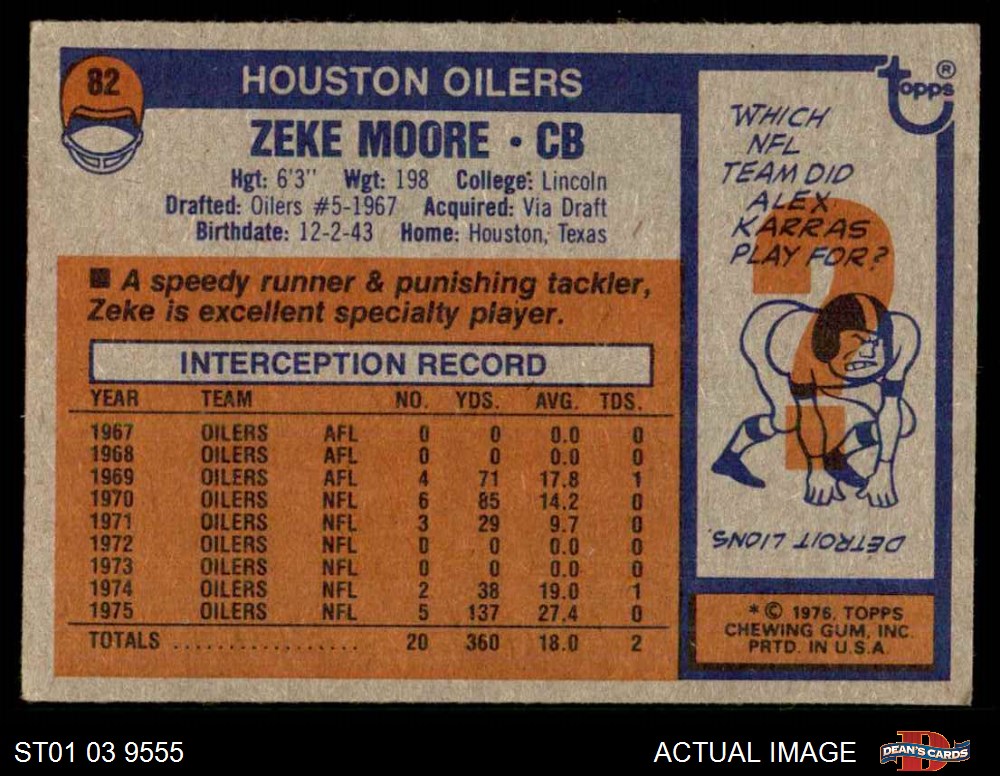 82
HOUSTON OILERS
ZEKE MOORE • CB
Hgt: 6'3" Wgt: 198 College: Lincoln
Drafted: Oilers #5-1967 Acquired: Via Draft
Birthdate: 12-2-43 Home: Houston, Texas
■ A speedy runner & punishing tackler,
Zeke is excellent specialty player.
INTERCEPTION RECORD
YEAR TEAM NO. YDS. AVG. TDS.
1967 OILERS AFL 0 0 0.0 0
1968 OILERS AFL 0 0 0.0 0
1969 OILERS AFL 4 71 17.8 1
1970 OILERS NFL 6 85 14.2 0
1971 OILERS NFL 3 29 9.7 0
1972 OILERS NFL 0 0 0.0 0
1973 OILERS NFL 0 0 0.0 0
1974 OILERS NFL 2 38 19.0 1
1975 OILERS NFL 5 137 27.4 0
TOTALS ................. 20 360 18.0 2
topps ®
WHICH
NFL
TEAM DID
ALEX
KARRAS
PLAY FOR?
?
DETROIT LIONS.
* © 1976, TOPPS
CHEWING GUM, INC.
PRTD. IN U.S.A
ST01 03 9555
ACTUAL IMAGE
D
DEAN'S CARDS